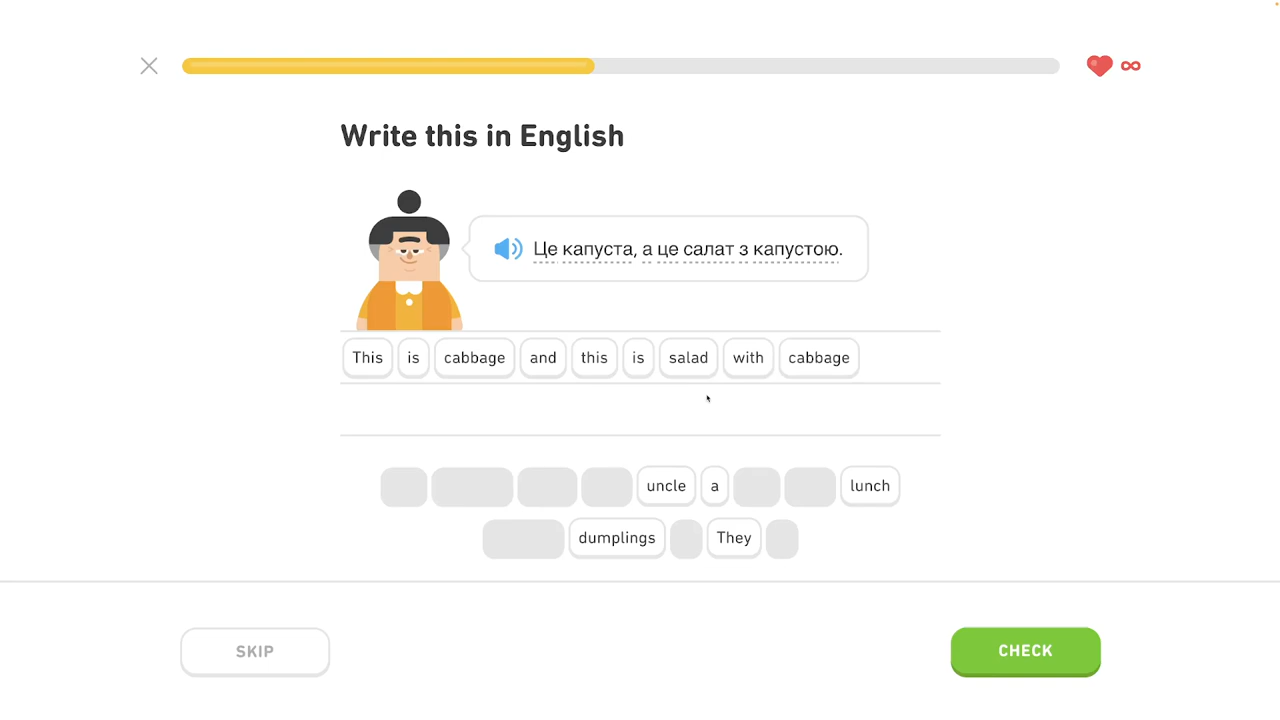 Write this in English
Це капуста, а це салат з капустою.
This is cabbage and this is salad with cabbage
uncle a lunch
dumplings They
SKIP CHECK